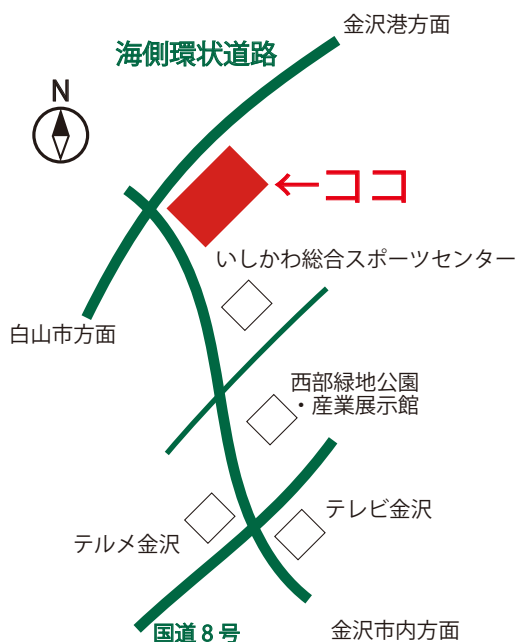 金沢港方面
海側環状道路
N
←ココ
いしかわ総合スポーツセンター
白山市方面
西部緑地公園
・産業展示館
テレビ金沢
テルメ金沢
国道8号
金沢市内方面